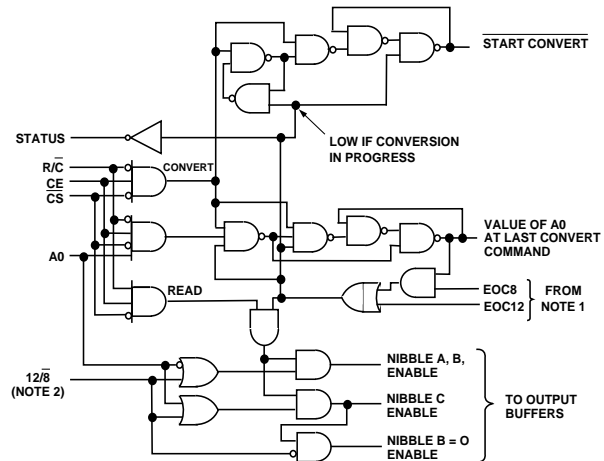 START CONVERT
STATUS
LOW IF CONVERSION
IN PROGRESS
R/C
CONVERT
CE
CS
VALUE OF A0
AT LAST CONVERT
COMMAND
A0
READ
EOC8
EOC12
FROM
NOTE 1
12/8
(NOTE 2)
NIBBLE A, B,
ENABLE
NIBBLE C
ENABLE
NIBBLE B = O
ENABLE
TO OUTPUT
BUFFERS